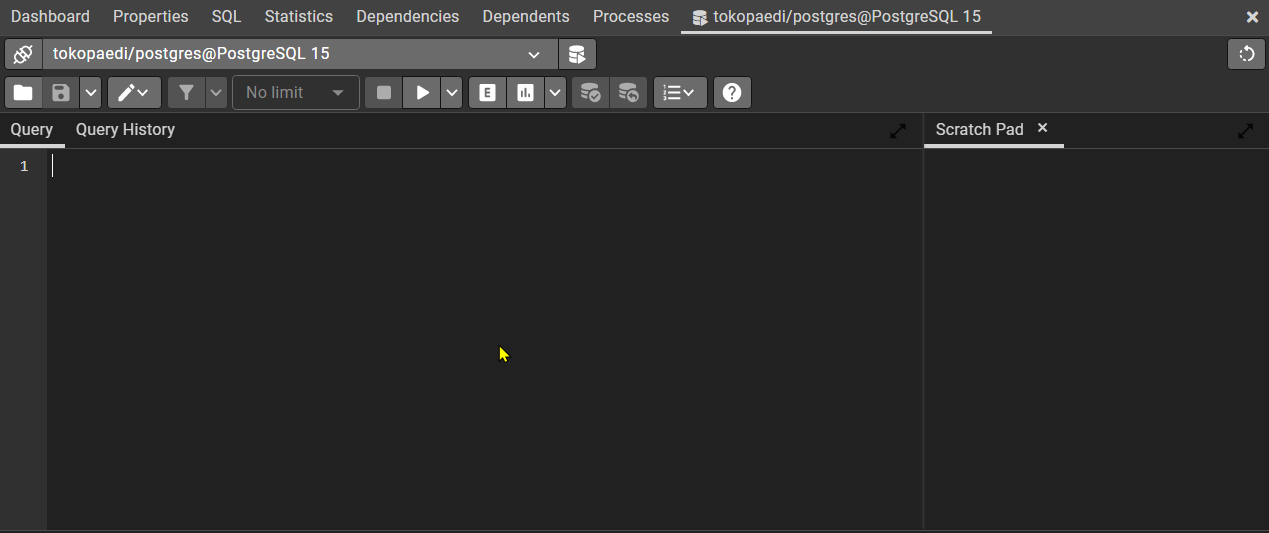 Dashboard Properties SQL Statistics Dependencies Dependents Processes tokopaedi/postgres@PostgreSQL 15
tokopaedi/postgres@PostgreSQL 15
No limit E
Query Query History Scratch Pad
1